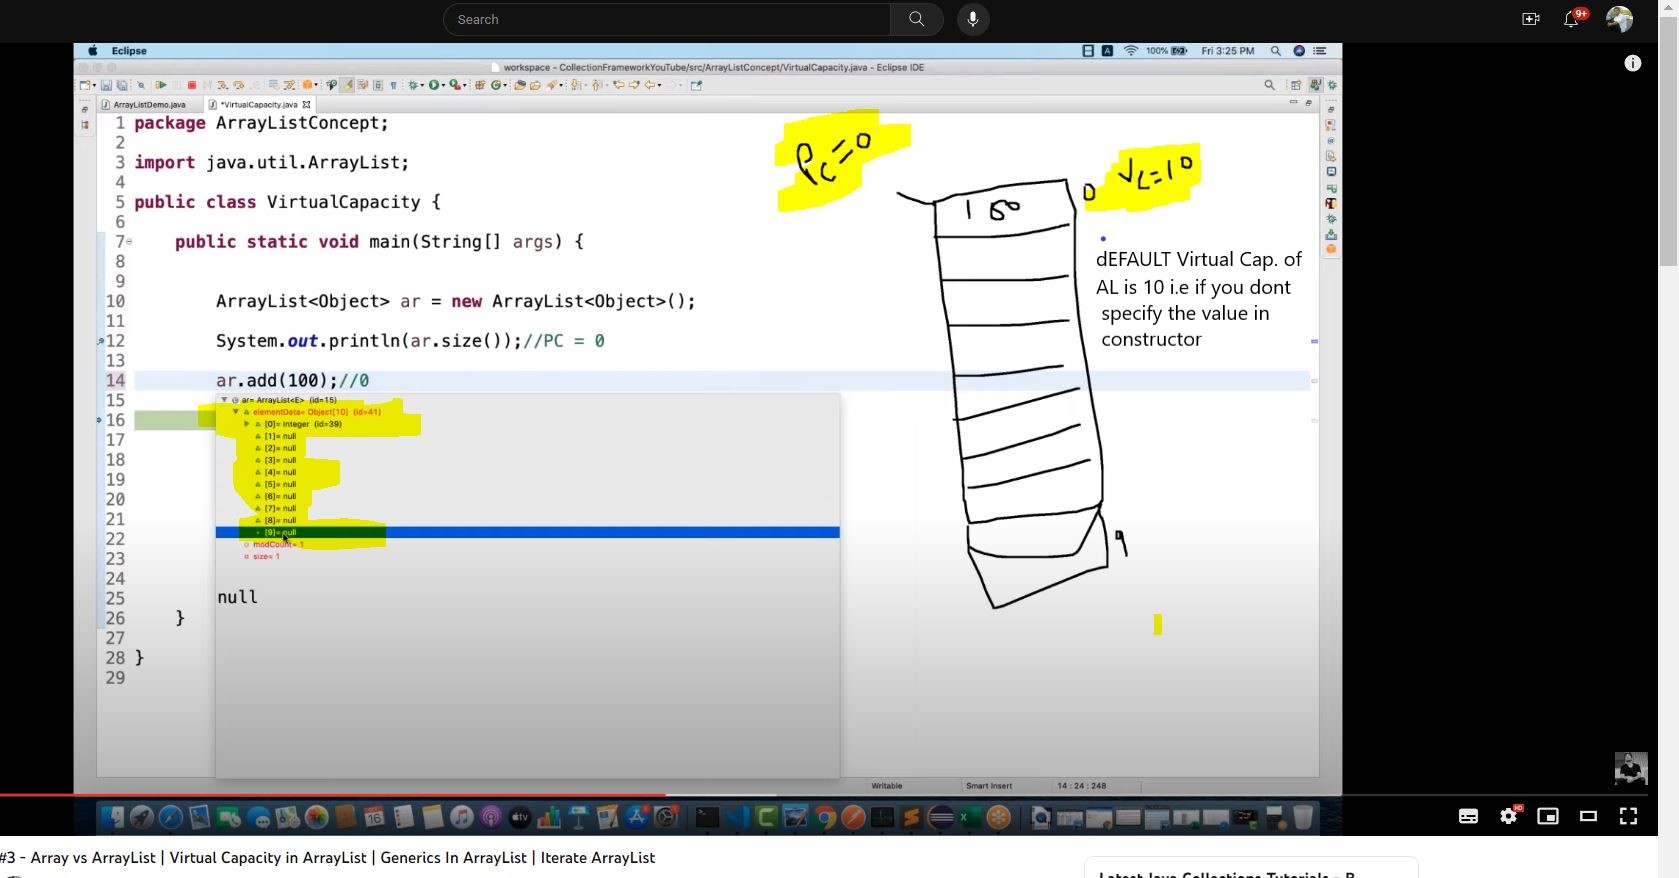 Search
9+
Eclipse
100%
Fri 3:25 PM
workspace - CollectionFrameworkYouTube/src/ArrayListConcept/VirtualCapacity.java - Eclipse IDE
ArrayListDemo.java
*VirtualCapacity.java
1 package ArrayListConcept;
2
3 import java.util.ArrayList;
4
5 public class VirtualCapacity {
6
7 public static void main(String[] args) {
8
9
10 ArrayList<Object> ar = new ArrayList<Object>();
11
12 System.out.println(ar.size());//PC = 0
13
14 ar.add(100);//0
15
16
17
18
19
20
21
22
23
24
25
26 }
27
28 }
29
ar= ArrayList<E> (id=15)
elementData= Object[10] (id=41)
[0]= Integer (id=39)
[1]= null
[2]= null
[3]= null
[4]= null
[5]= null
[6]= null
[7]= null
[8]= null
[9]= null
modCount= 1
size= 1
null
Pc=0
Vc=10
0
100
9
dEFAULT Virtual Cap. of
AL is 10 i.e if you dont
specify the value in
constructor
Writable
Smart Insert
14 : 24 : 248
HD
#3 - Array vs ArrayList | Virtual Capacity in ArrayList | Generics In ArrayList | Iterate ArrayList